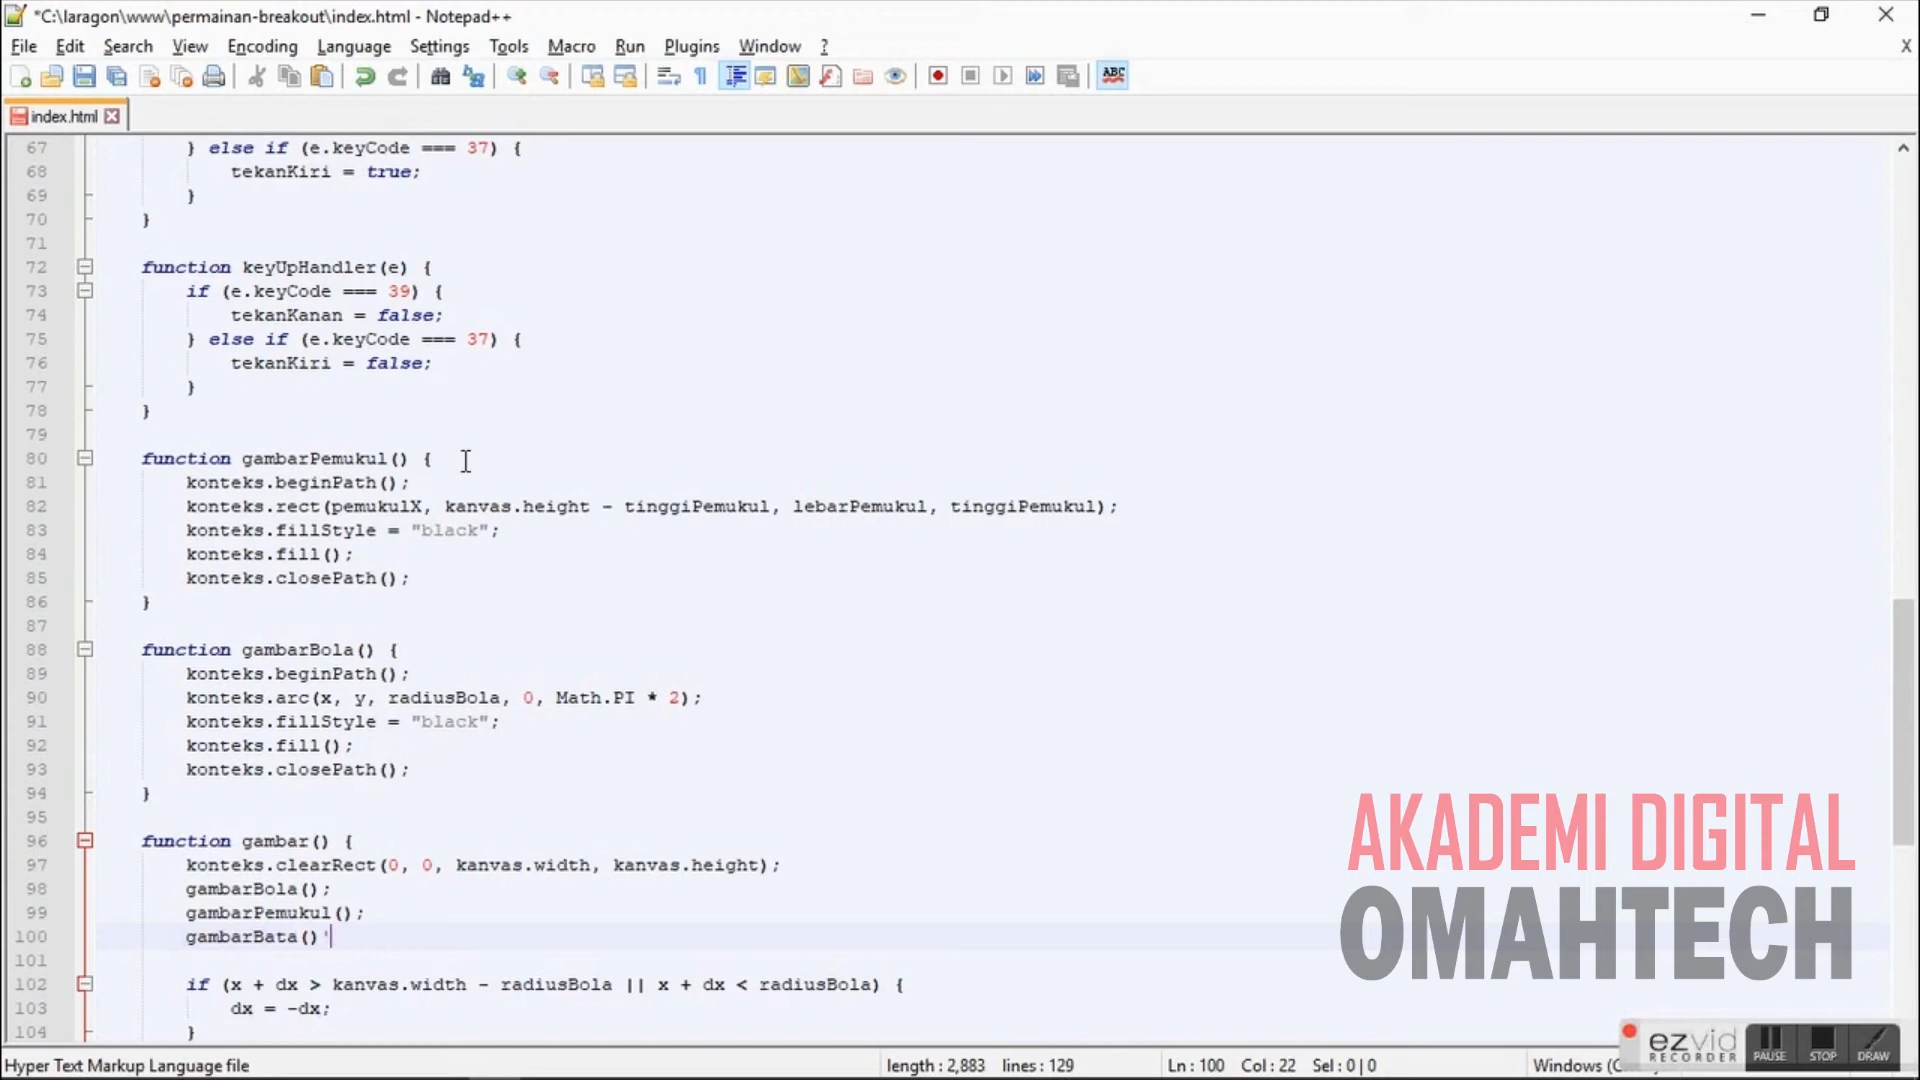 *C:\laragon\www\permainan-breakout\index.html - Notepad++
File Edit Search View Encoding Language Settings Tools Macro Run Plugins Window ? X
ABC
index.html
67 } else if (e.keyCode === 37) {
68 tekanKiri = true;
69 }
70 }
71
72 function keyUpHandler(e) {
73 if (e.keyCode === 39) {
74 tekanKanan = false;
75 } else if (e.keyCode === 37) {
76 tekanKiri = false;
77 }
78 }
79
80 function gambarPemukul() {
81 konteks.beginPath();
82 konteks.rect(pemukulX, kanvas.height - tinggiPemukul, lebarPemukul, tinggiPemukul);
83 konteks.fillStyle = "black";
84 konteks.fill();
85 konteks.closePath();
86 }
87
88 function gambarBola() {
89 konteks.beginPath();
90 konteks.arc(x, y, radiusBola, 0, Math.PI * 2);
91 konteks.fillStyle = "black";
92 konteks.fill();
93 konteks.closePath();
94 }
95
96 function gambar() {
97 konteks.clearRect(0, 0, kanvas.width, kanvas.height);
98 gambarBola();
99 gambarPemukul();
100 gambarBata()'
101
102 if (x + dx > kanvas.width - radiusBola || x + dx < radiusBola) {
103 dx = -dx;
104 }
AKADEMI DIGITAL
OMAHTECH
ezvid
RECORDER
PAUSE STOP DRAW
Hyper Text Markup Language file length : 2,883 lines : 129 Ln : 100 Col : 22 Sel : 0 | 0 Windows (C